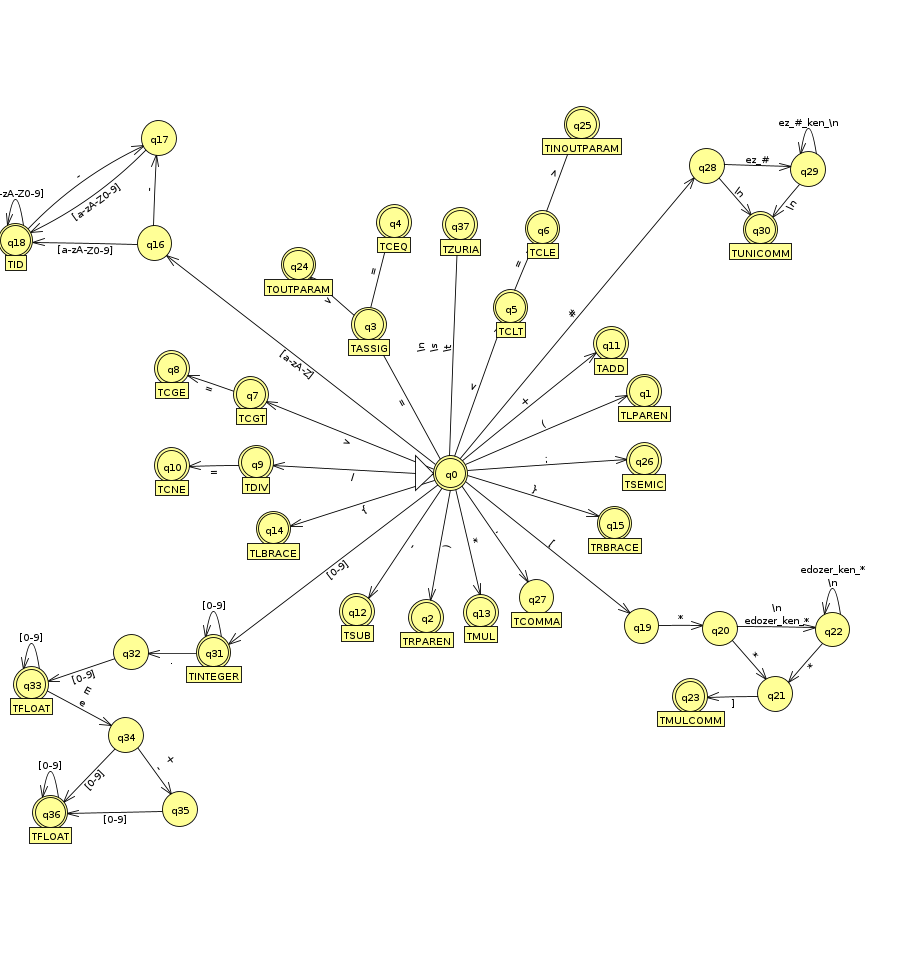 q25
TINOUTPARAM
>
ez_#_ken_\n
q17
q28
ez_#
q29
-
[a-zA-Z0-9]
-
-zA-Z0-9]
\n
\n
q18
TID
[a-zA-Z0-9]
q16
q4
TCEQ
q37
TZURIA
q6
TCLE
q30
TUNICOMM
q24
TOUTPARAM
=
=
q3
TASSIG
q5
TCLT
#
\n
\s
\t
[a-zA-Z]
q8
TCGE
=
q7
TCGT
=
<
+
q11
TADD
q1
TLPAREN
(
>
q10
TCNE
=
q9
TDIV
/
q0
;
q26
TSEMIC
}
q15
TRBRACE
{
q14
TLBRACE
[0-9]
-
)
*
[
q12
TSUB
q2
TRPAREN
q13
TMUL
q27
TCOMMA
edozer_ken_*
\n
[0-9]
[0-9]
q19
*
q20
\n
edozer_ken_*
q22
q32
.
q31
TINTEGER
*
*
q33
TFLOAT
[0-9]
E
e
q23
TMULCOMM
]
q21
q34
[0-9]
[0-9]
- +
q36
TFLOAT
[0-9]
q35